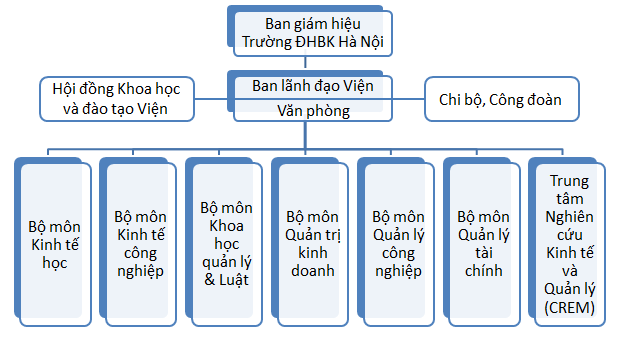 Ban giám hiệu
Trường ĐHBK Hà Nội
Hội đồng Khoa học
và đào tạo Viện
Ban lãnh đạo Viện
Văn phòng
Chi bộ, Công đoàn
Bộ môn
Kinh tế
học
Bộ môn
Kinh tế
công
nghiệp
Bộ môn
Khoa
học
quản lý
& Luật
Bộ môn
Quản trị
kinh
doanh
Bộ môn
Quản lý
công
nghiệp
Bộ môn
Quản lý
tài
chính
Trung
tâm
Nghiên
cứu
Kinh tế
và
Quản lý
(CREM)